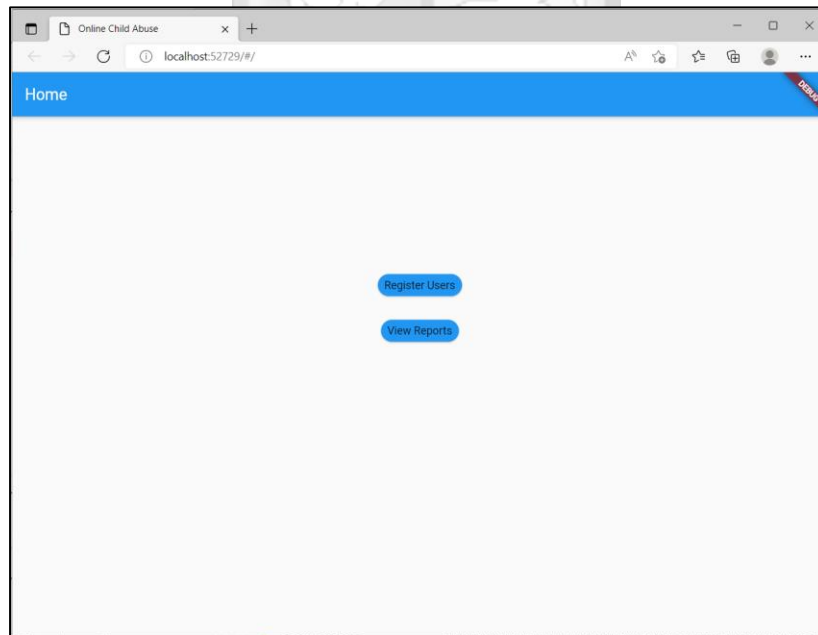 Online Child Abuse
localhost:52729/#/
Home
DEBUG
Register Users
View Reports